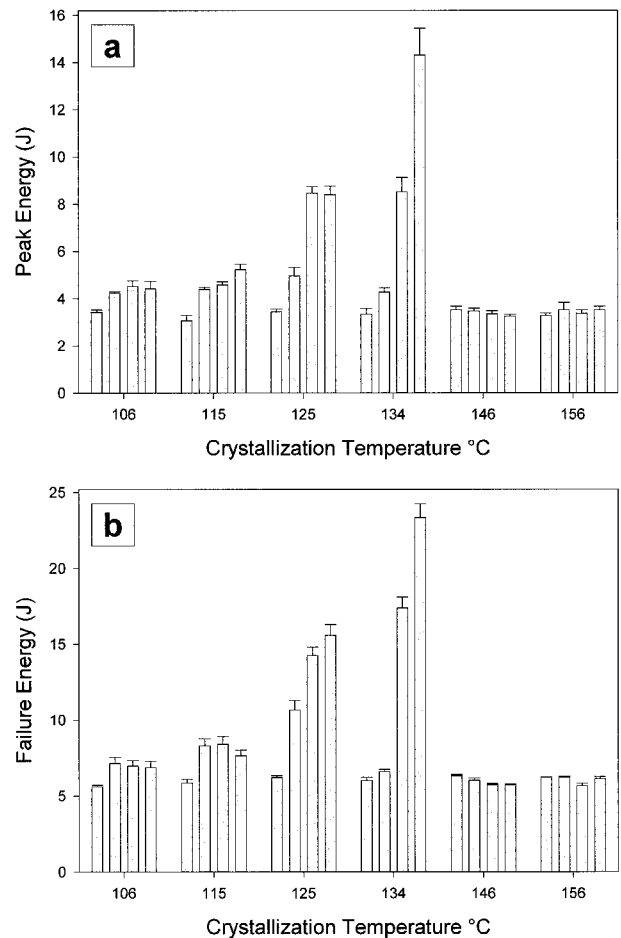 a
16
14
12
10
8
6
4
2
0
Peak Energy (J)
106 115 125 134 146 156
Crystallization Temperature °C
b
25
20
15
10
5
0
Failure Energy (J)
106 115 125 134 146 156
Crystallization Temperature °C